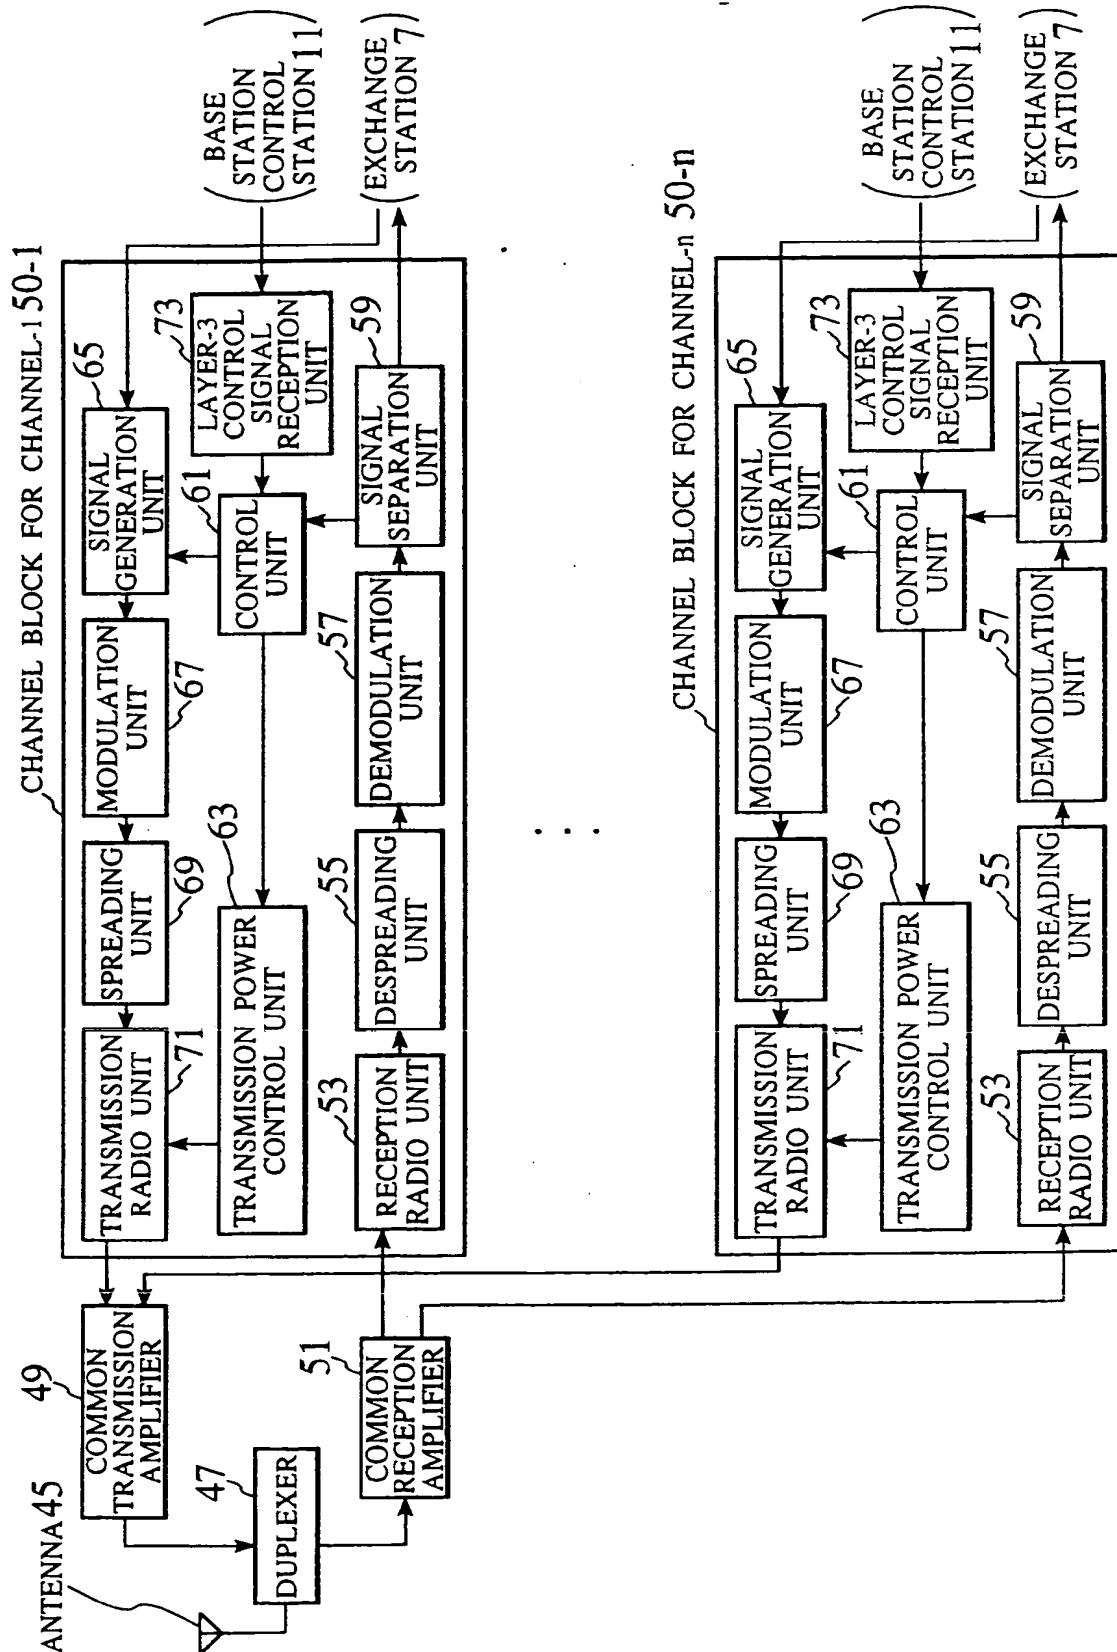 ANTENNA 45
49
COMMON
TRANSMISSION
AMPLIFIER
47
DUPLEXER
51
COMMON
RECEPTION
AMPLIFIER
CHANNEL BLOCK FOR CHANNEL-1 50-1
TRANSMISSION
RADIO UNIT
71
SPREADING
UNIT
69
MODULATION
UNIT
67
SIGNAL
GENERATION
UNIT
65
TRANSMISSION POWER
CONTROL UNIT
63
CONTROL
UNIT
61
LAYER-3
CONTROL
SIGNAL
RECEPTION
UNIT
73
RECEPTION
RADIO UNIT
53
DESPREADING
UNIT
55
DEMODULATION
UNIT
57
SIGNAL
SEPARATION
UNIT
59
(BASE
STATION
CONTROL
STATION 11)
(EXCHANGE
STATION 7)
. . .
CHANNEL BLOCK FOR CHANNEL-n 50-n
TRANSMISSION
RADIO UNIT
71
SPREADING
UNIT
69
MODULATION
UNIT
67
SIGNAL
GENERATION
UNIT
65
TRANSMISSION POWER
CONTROL UNIT
63
CONTROL
UNIT
61
LAYER-3
CONTROL
SIGNAL
RECEPTION
UNIT
73
RECEPTION
RADIO UNIT
53
DESPREADING
UNIT
55
DEMODULATION
UNIT
57
SIGNAL
SEPARATION
UNIT
59
(BASE
STATION
CONTROL
STATION 11)
(EXCHANGE
STATION 7)